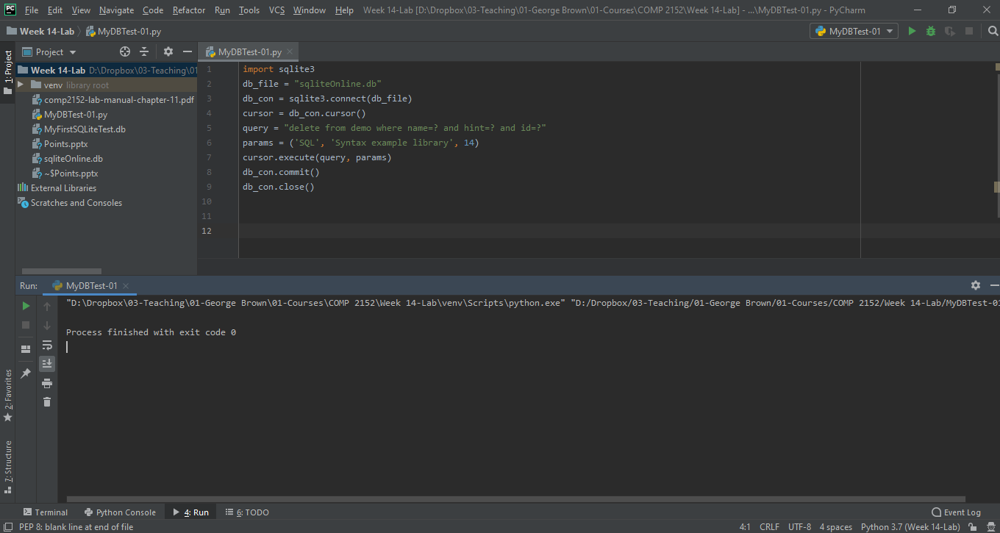 PC File Edit View Navigate Code Refactor Run Tools VCS Window Help Week 14-Lab [D:\Dropbox\03-Teaching\01-George Brown\01-Courses\COMP 2152\Week 14-Lab] - ...\MyDBTest-01.py - PyCharm
Week 14-Lab MyDBTest-01.py MyDBTest-01
1: Project
Project MyDBTest-01.py
Week 14-Lab D:\Dropbox\03-Teaching\01
venv library root
comp2152-lab-manual-chapter-11.pdf
MyDBTest-01.py
MyFirstSQLiteTest.db
Points.pptx
sqliteOnline.db
~$Points.pptx
External Libraries
Scratches and Consoles
1 import sqlite3
2 db_file = "sqliteOnline.db"
3 db_con = sqlite3.connect(db_file)
4 cursor = db_con.cursor()
5 query = "delete from demo where name=? and hint=? and id=?"
6 params = ('SQL', 'Syntax example library', 14)
7 cursor.execute(query, params)
8 db_con.commit()
9 db_con.close()
10
11
12
Run: MyDBTest-01
"D:\Dropbox\03-Teaching\01-George Brown\01-Courses\COMP 2152\Week 14-Lab\venv\Scripts\python.exe" "D:/Dropbox/03-Teaching/01-George Brown/01-Courses/COMP 2152/Week 14-Lab/MyDBTest-01
Process finished with exit code 0
2: Favorites
7: Structure
Terminal Python Console 4: Run 6: TODO Event Log
PEP 8: blank line at end of file 4:1 CRLF UTF-8 4 spaces Python 3.7 (Week 14-Lab)